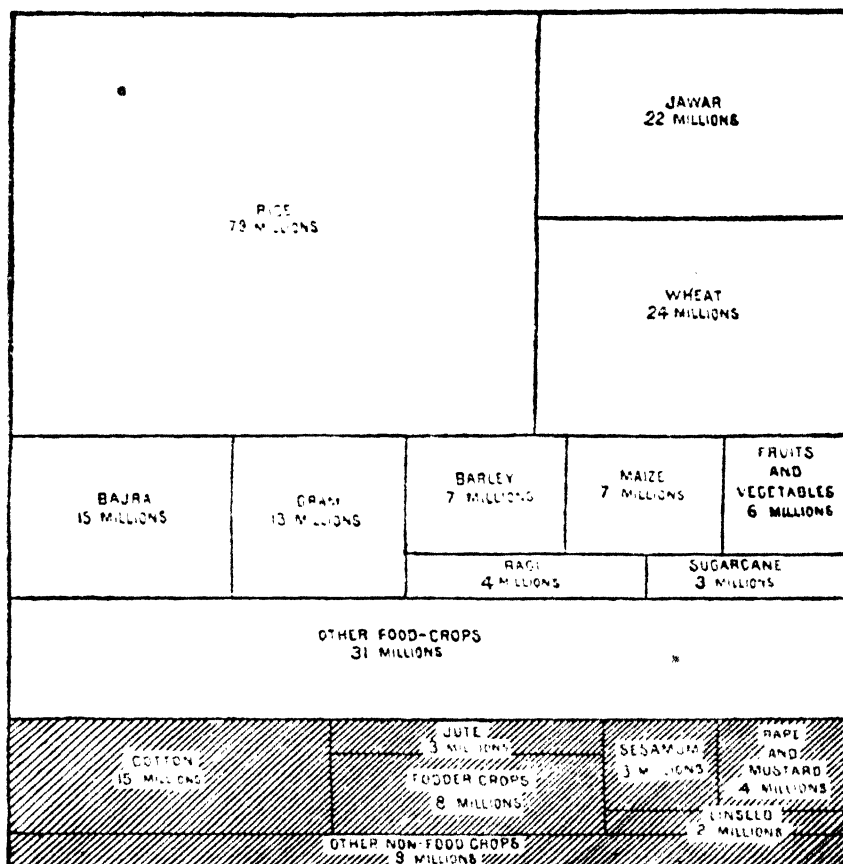 JAWAR
22 MILLIONS
RICE
79 MILLIONS
WHEAT
24 MILLIONS
BAJRA
15 MILLIONS
GRAM
13 MILLIONS
BARLEY
7 MILLIONS
MAIZE
7 MILLIONS
FRUITS
AND
VEGETABLES
6 MILLIONS
RAGI
4 MILLIONS
SUGARCANE
3 MILLIONS
OTHER FOOD-CROPS
31 MILLIONS
COTTON
15 MILLIONS
JUTE
3 MILLIONS
FODDER CROPS
8 MILLIONS
SESAMUM
3 MILLIONS
RAPE
AND
MUSTARD
4 MILLIONS
LINSEED
2 MILLIONS
OTHER NON-FOOD CROPS
9 MILLIONS